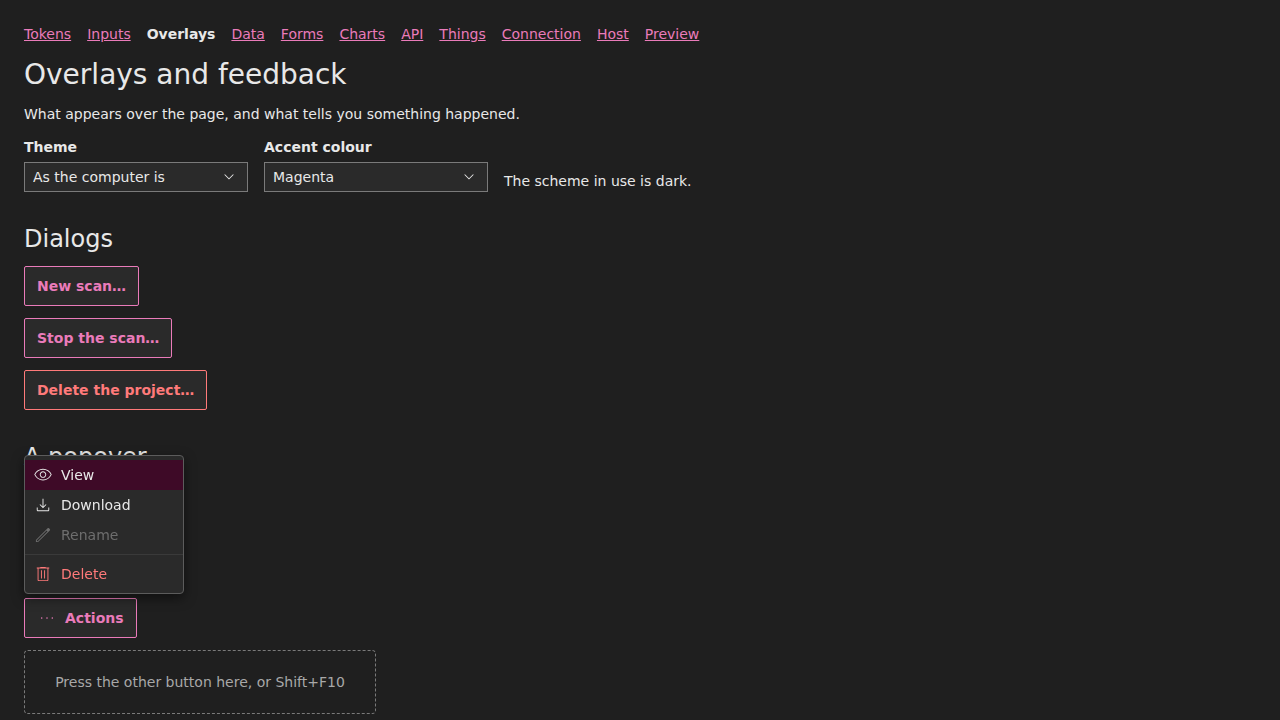 Tokens Inputs Overlays Data Forms Charts API Things Connection Host Preview
Overlays and feedback
What appears over the page, and what tells you something happened.
Theme Accent colour
As the computer is Magenta The scheme in use is dark.
Dialogs
New scan…
Stop the scan…
Delete the project…
A popover
View
Download
Rename
Delete
··· Actions
Press the other button here, or Shift+F10